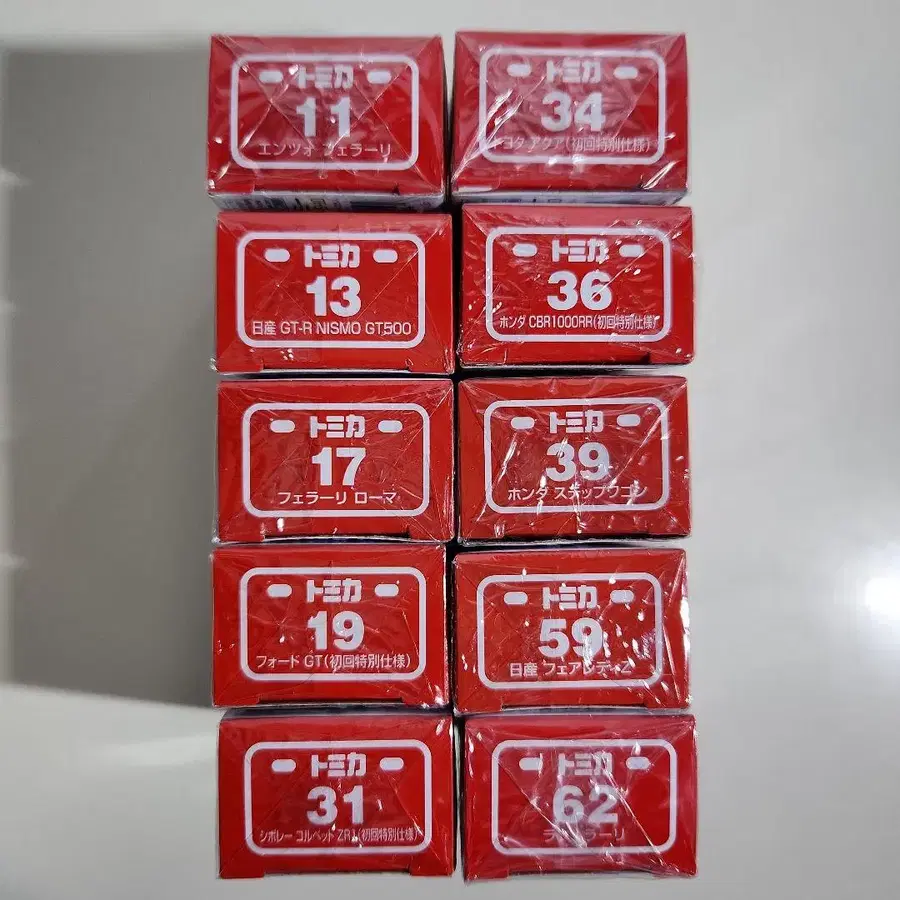 トミカ
11
エンツォ フェラーリ
トミカ
34
トヨタ アクア(初回特別仕様)
トミカ
13
日産 GT-R NISMO GT500
トミカ
36
ホンダ CBR1000RR(初回特別仕様)
トミカ
17
フェラーリ ローマ
トミカ
39
ホンダ ステップワゴン
トミカ
19
フォード GT(初回特別仕様)
トミカ
59
日産 フェアレディZ
トミカ
31
シボレー コルベット ZR1(初回特別仕様)
トミカ
62
ラ フェラーリ